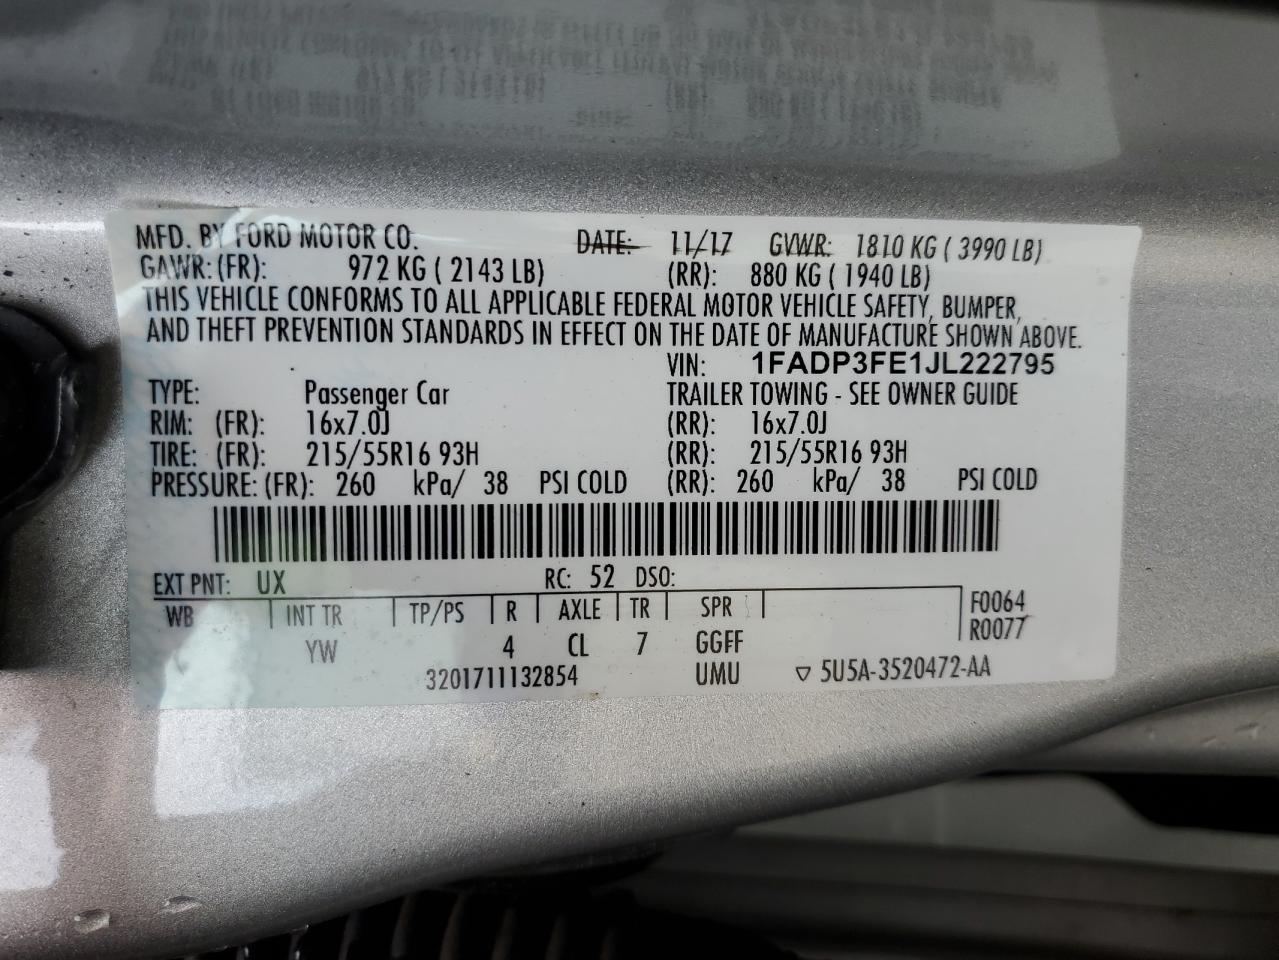 MFD. BY FORD MOTOR CO. DATE: 11/17 GVWR: 1810 KG ( 3990 LB)
GAWR: (FR): 972 KG ( 2143 LB) (RR): 880 KG ( 1940 LB)
THIS VEHICLE CONFORMS TO ALL APPLICABLE FEDERAL MOTOR VEHICLE SAFETY, BUMPER,
AND THEFT PREVENTION STANDARDS IN EFFECT ON THE DATE OF MANUFACTURE SHOWN ABOVE.
VIN: 1FADP3FE1JL222795
TYPE: Passenger Car TRAILER TOWING - SEE OWNER GUIDE
RIM: (FR): 16x7.0J (RR): 16x7.0J
TIRE: (FR): 215/55R16 93H (RR): 215/55R16 93H
PRESSURE: (FR): 260 kPa/ 38 PSI COLD (RR): 260 kPa/ 38 PSI COLD
EXT PNT: UX RC: 52 DSO:
WB | INT TR | TP/PS | R | AXLE | TR | SPR | F0064
R0077
YW 4 CL 7 GGFF
3201711132854 UMU ▽ 5U5A-3520472-AA